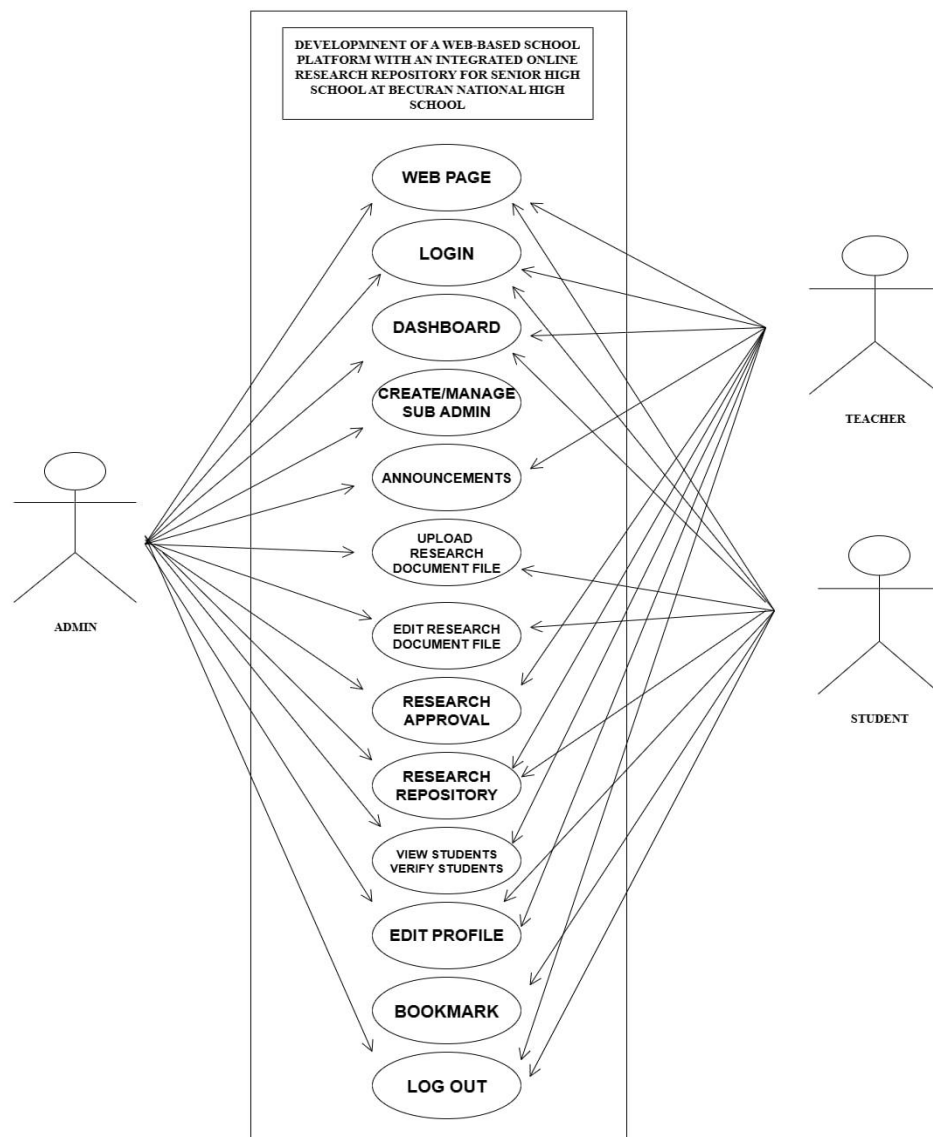 DEVELOPMNENT OF A WEB-BASED SCHOOL
PLATFORM WITH AN INTEGRATED ONLINE
RESEARCH REPOSITORY FOR SENIOR HIGH
SCHOOL AT BECURAN NATIONAL HIGH
SCHOOL
WEB PAGE
LOGIN
DASHBOARD
CREATE/MANAGE
SUB ADMIN
TEACHER
ANNOUNCEMENTS
UPLOAD
RESEARCH
DOCUMENT FILE
ADMIN
EDIT RESEARCH
DOCUMENT FILE
RESEARCH
APPROVAL
STUDENT
RESEARCH
REPOSITORY
VIEW STUDENTS
VERIFY STUDENTS
EDIT PROFILE
BOOKMARK
LOG OUT